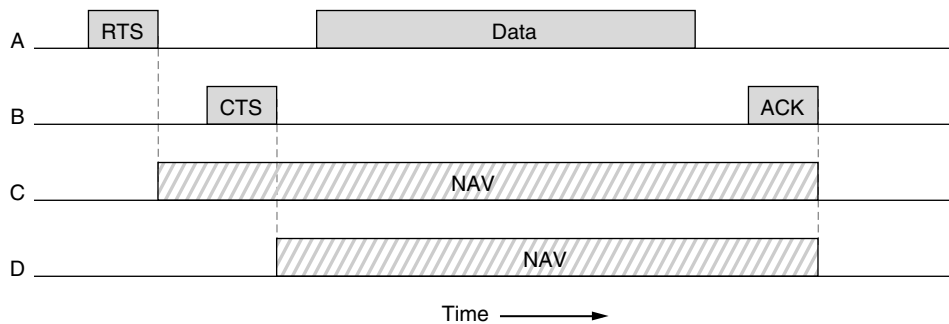 A RTS Data
B CTS ACK
C NAV
D NAV
Time